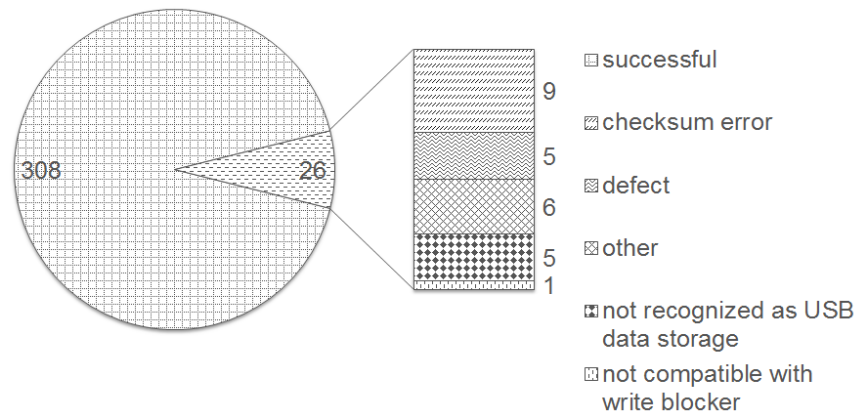 308
26
9
5
6
5
1
successful
checksum error
defect
other
not recognized as USB
data storage
not compatible with
write blocker